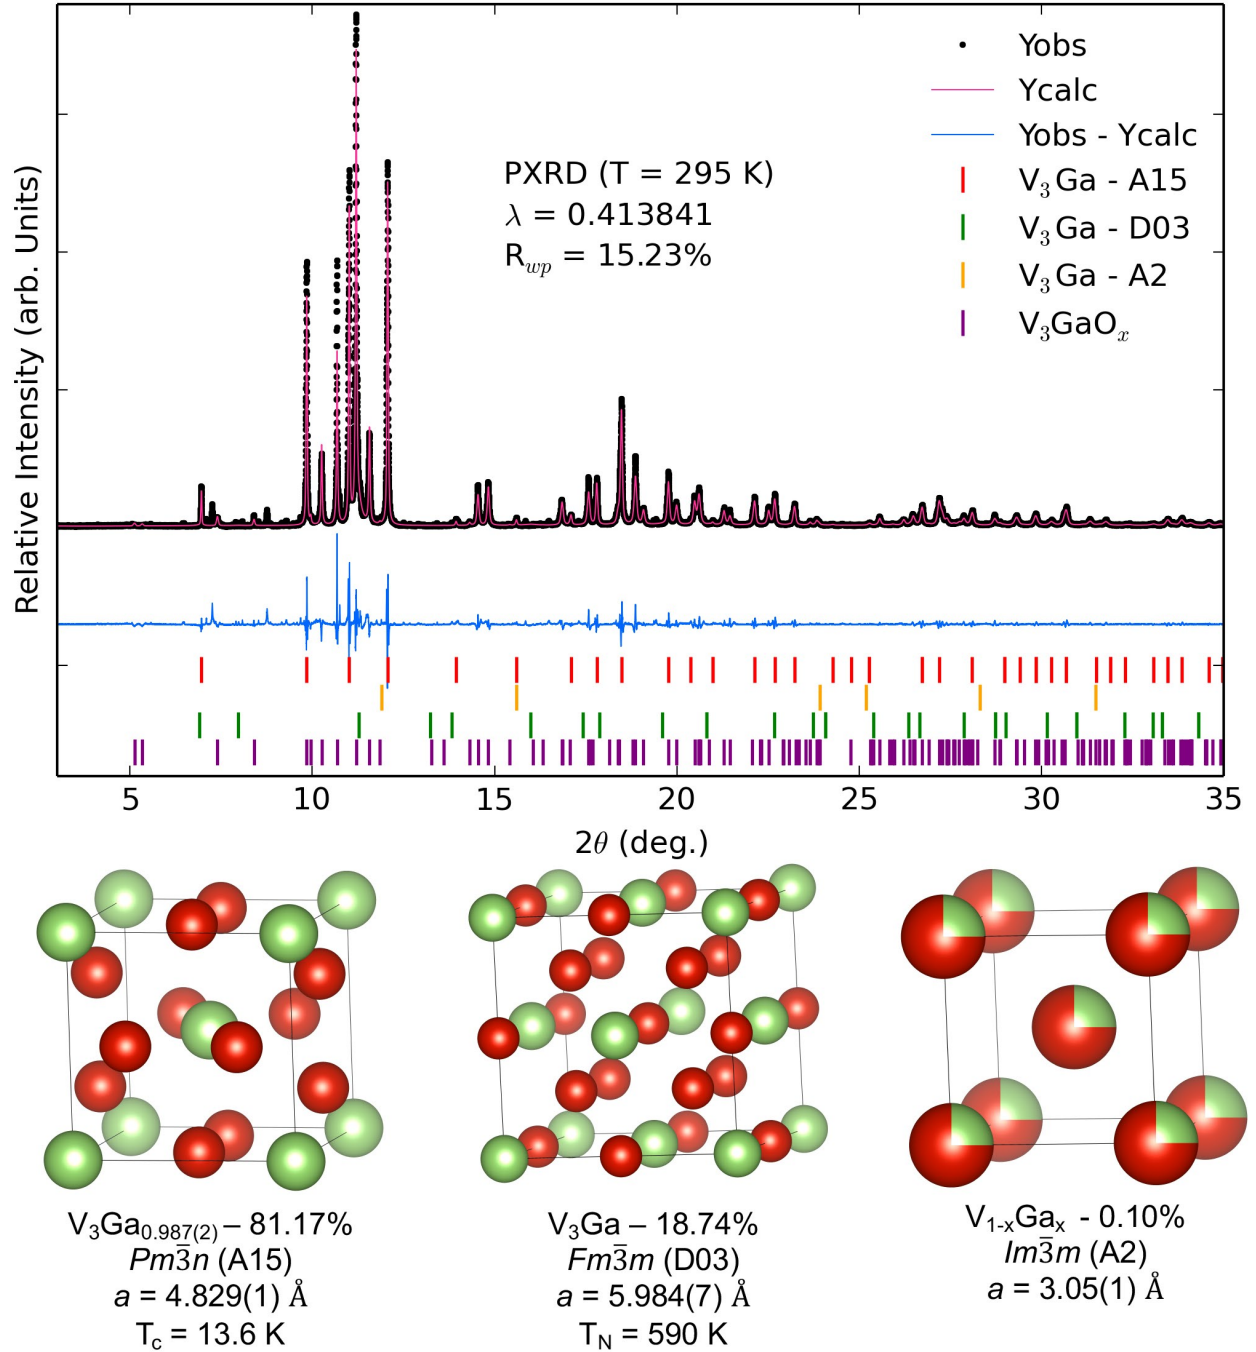 Relative Intensity (arb. Units)
Yobs
Ycalc
Yobs - Ycalc
V₃Ga - A15
V₃Ga - D03
V₃Ga - A2
V₃GaOₓ
PXRD (T = 295 K)
λ = 0.413841
R_wp = 15.23%
5 10 15 20 25 30 35
2θ (deg.)
V₃Ga₀.₉₈₇₍₂₎ – 81.17%
Pm3̅n (A15)
a = 4.829(1) Å
T_c = 13.6 K
V₃Ga – 18.74%
Fm3̅m (D03)
a = 5.984(7) Å
T_N = 590 K
V₁₋ₓGaₓ - 0.10%
Im3̅m (A2)
a = 3.05(1) Å